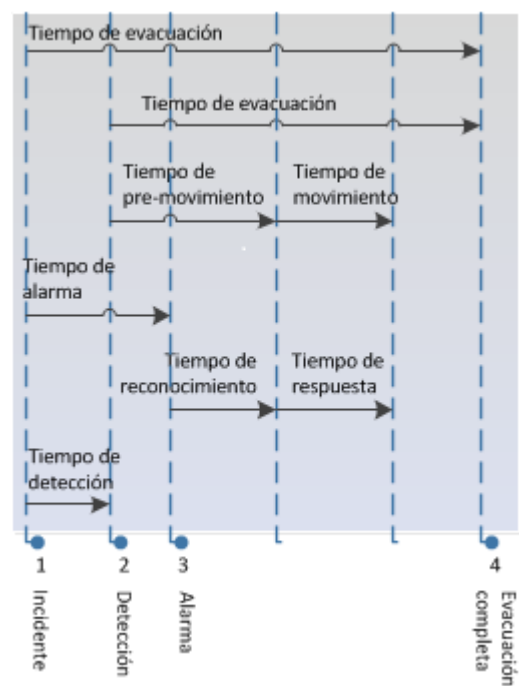 Tiempo de evacuación
Tiempo de evacuación
Tiempo de
pre-movimiento
Tiempo de
movimiento
Tiempo de
alarma
Tiempo de
reconocimiento
Tiempo de
respuesta
Tiempo de
detección
1
2
3
4
Incidente
Detección
Alarma
Evacuación
completa